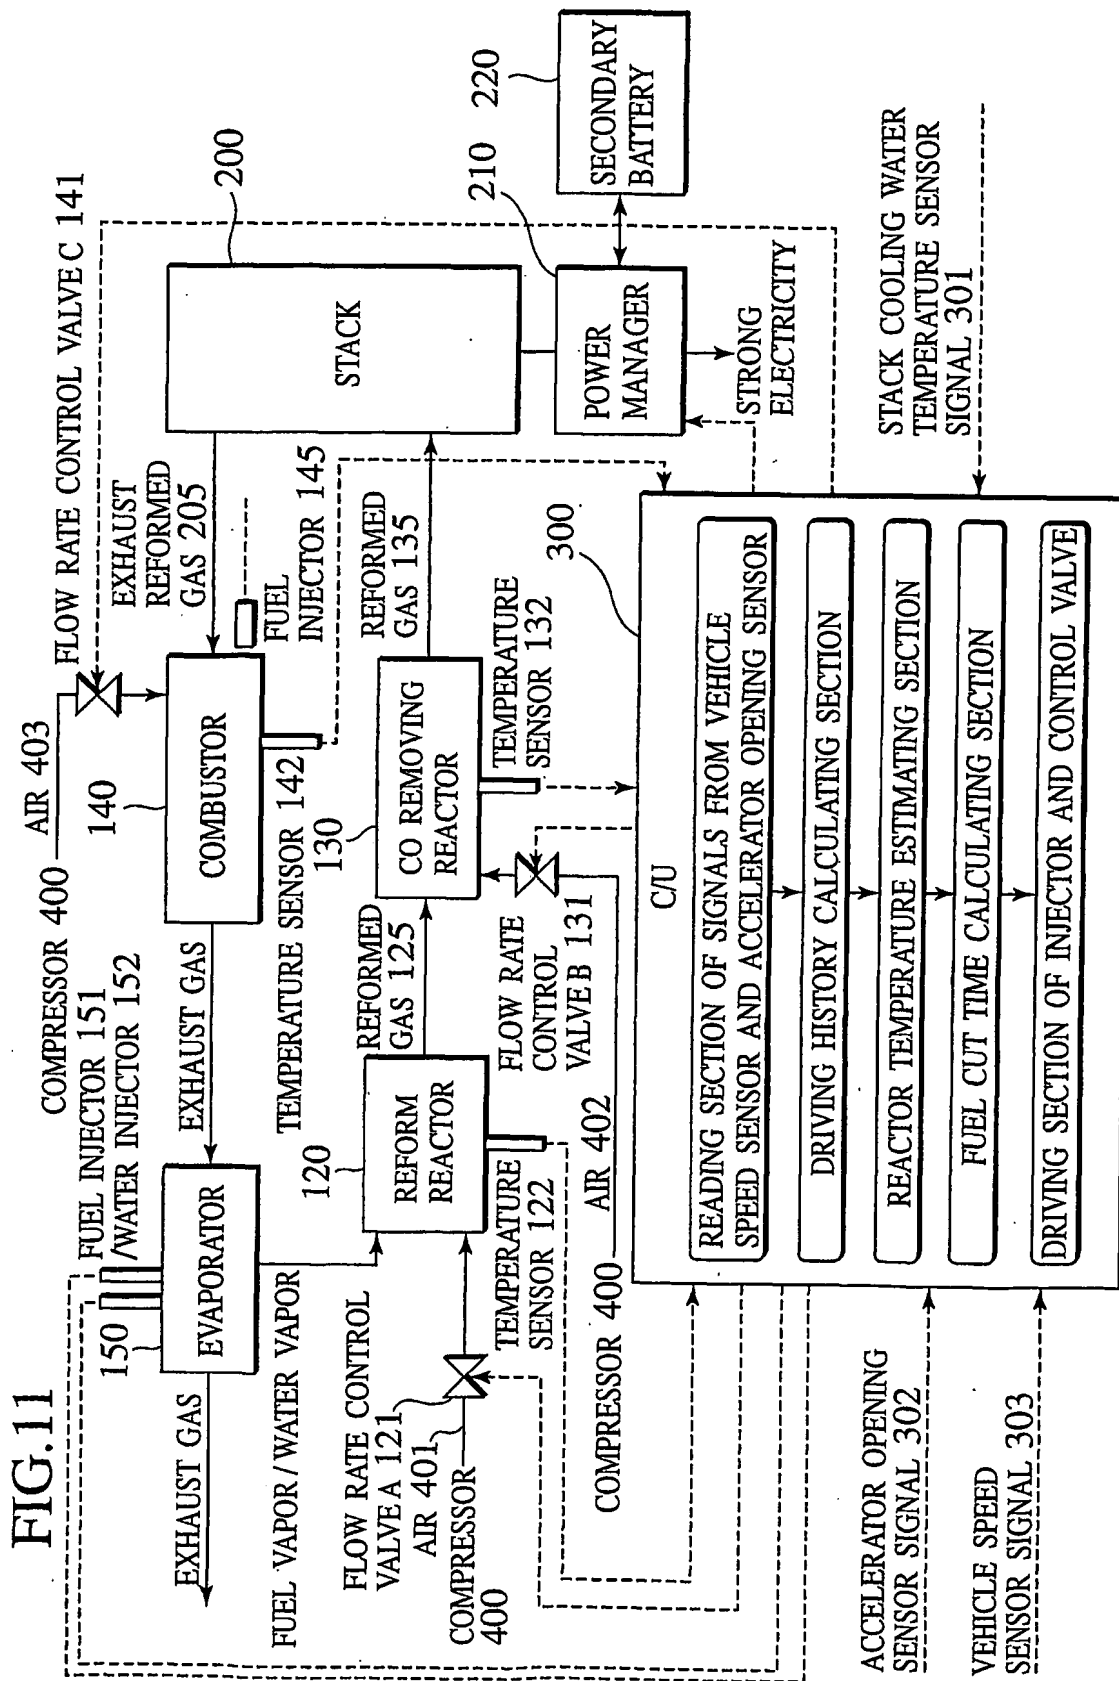 FIG.11
COMPRESSOR 400
AIR 403
FLOW RATE CONTROL VALVE C 141
FUEL INJECTOR 151
/WATER INJECTOR 152
140
EXHAUST
REFORMED
GAS 205
200
150
EVAPORATOR
EXHAUST GAS
EXHAUST GAS
COMBUSTOR
FUEL
INJECTOR 145
STACK
220
SECONDARY
BATTERY
TEMPERATURE SENSOR 142
FUEL VAPOR/WATER VAPOR
120
REFORM
REACTOR
REFORMED
GAS 125
130
CO REMOVING
REACTOR
REFORMED
GAS 135
210
POWER
MANAGER
FLOW RATE CONTROL
VALVE A 121
AIR 401
COMPRESSOR
400
TEMPERATURE
SENSOR 122
FLOW RATE
CONTROL
VALVE B 131
TEMPERATURE
SENSOR 132
STRONG
ELECTRICITY
COMPRESSOR 400
AIR 402
300
C/U
READING SECTION OF SIGNALS FROM VEHICLE
SPEED SENSOR AND ACCELERATOR OPENING SENSOR
DRIVING HISTORY CALCULATING SECTION
REACTOR TEMPERATURE ESTIMATING SECTION
FUEL CUT TIME CALCULATING SECTION
DRIVING SECTION OF INJECTOR AND CONTROL VALVE
ACCELERATOR OPENING
SENSOR SIGNAL 302
VEHICLE SPEED
SENSOR SIGNAL 303
STACK COOLING WATER
TEMPERATURE SENSOR
SIGNAL 301